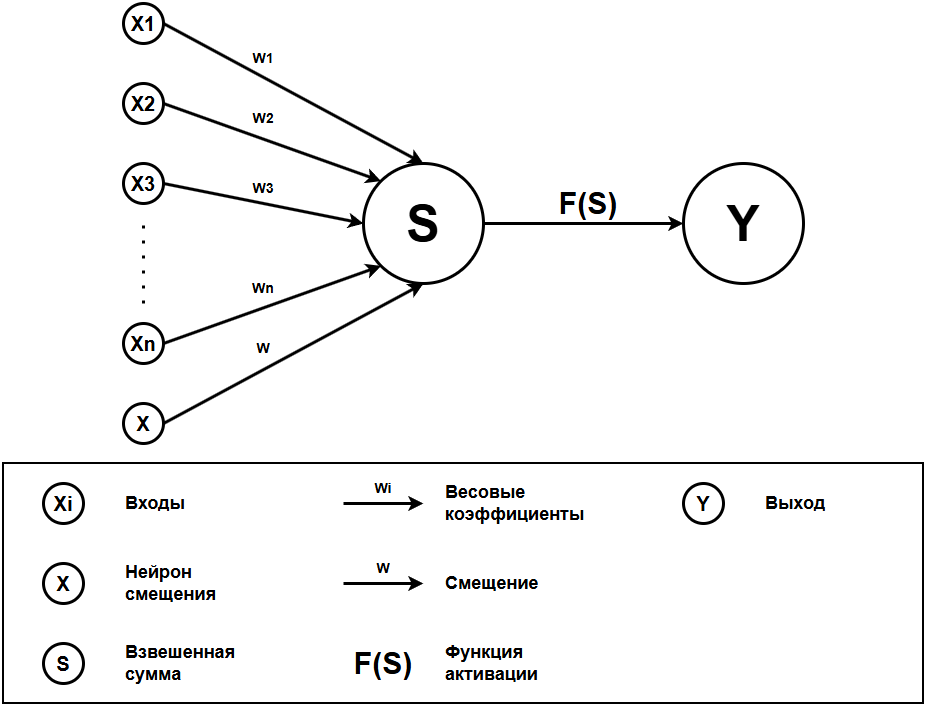 X1
W1
X2
W2
X3
W3
S
F(S)
Y
Wn
Xn
W
X
Xi
Входы
Wi
Весовые
коэффициенты
Y
Выход
X
Нейрон
смещения
W
Смещение
S
Взвешенная
сумма
F(S)
Функция
активации